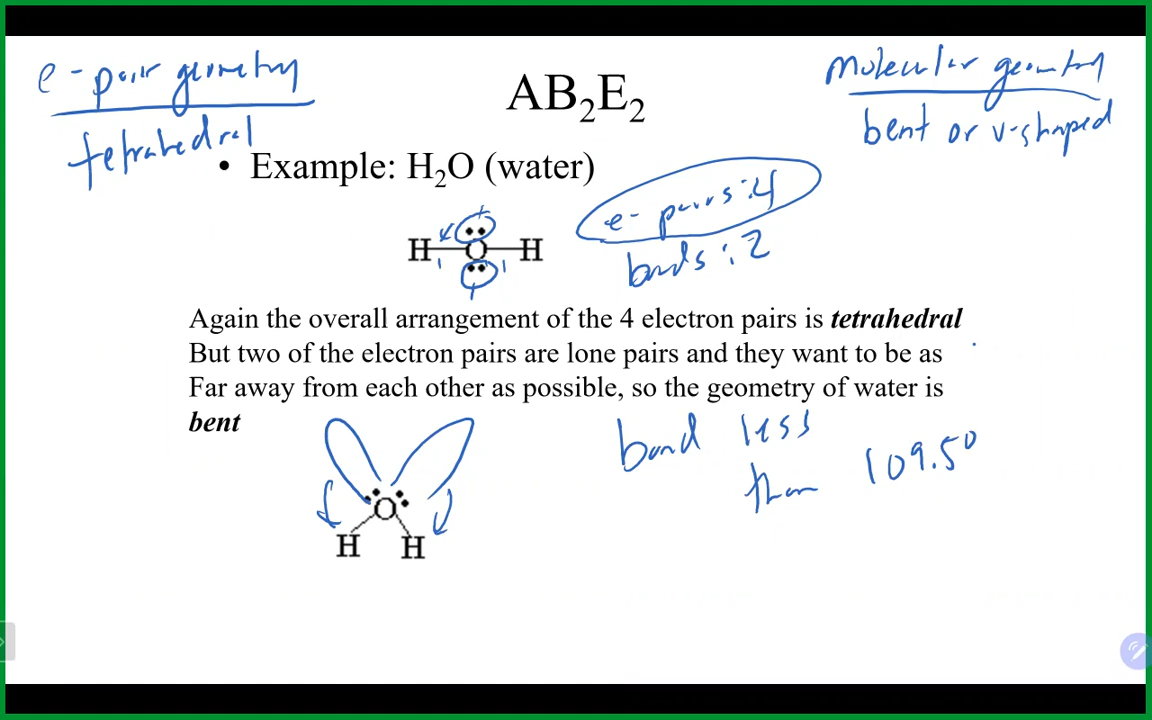 e- pair geometry
tetrahedral
AB₂E₂
molecular geometry
bent or v-shaped
• Example: H₂O (water)
e- pairs: 4
bonds: 2
H—O—H
Again the overall arrangement of the 4 electron pairs is tetrahedral
But two of the electron pairs are lone pairs and they want to be as
Far away from each other as possible, so the geometry of water is
bent
bond less
than 109.5°
O
H H